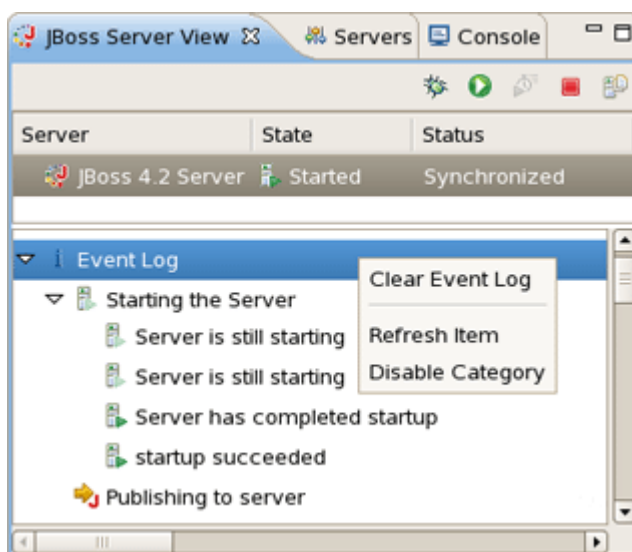 JBoss Server View Servers Console
Server State Status
JBoss 4.2 Server Started Synchronized
Event Log
Clear Event Log
Starting the Server
Server is still starting
Refresh Item
Server is still starting
Disable Category
Server has completed startup
startup succeeded
Publishing to server